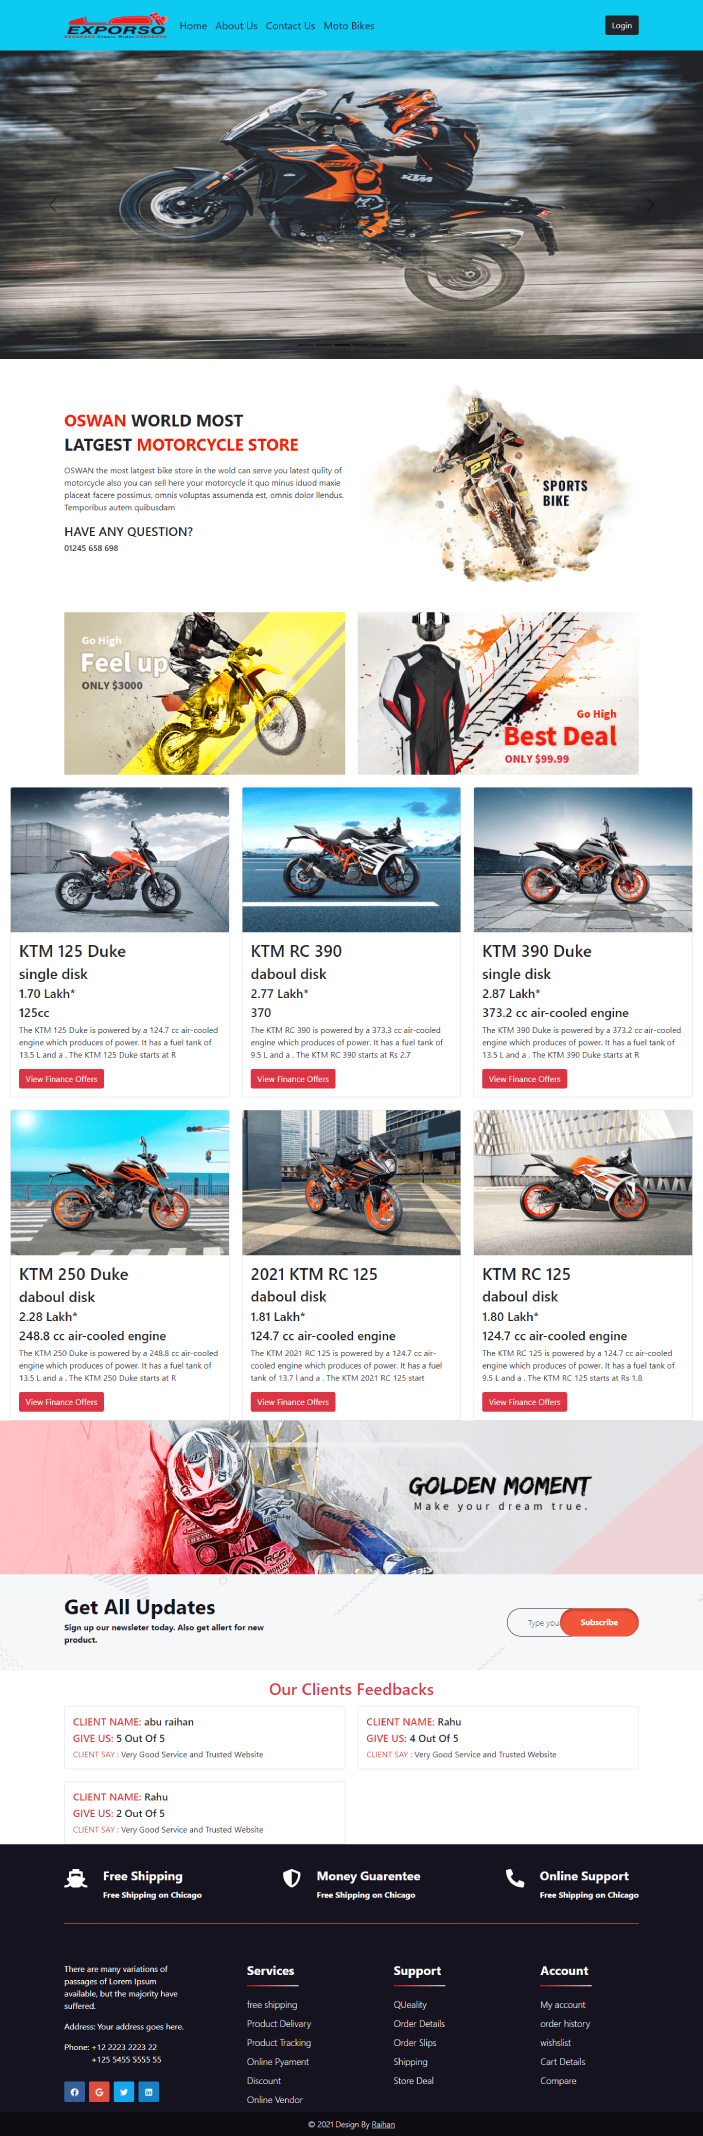 EXPORSO
Classic Rider
Home About Us Contact Us Moto Bikes
Login
KTM
OSWAN WORLD MOST
LATGEST MOTORCYCLE STORE
OSWAN the most latgest bike store in the wold can serve you latest qulity of
motorcycle also you can sell here your motorcycle it quo minus iduod maxie
placeat facere possimus, omnis voluptas assumenda est, omnis dolor llendus.
Temporibus autem quibusdam
HAVE ANY QUESTION?
01245 658 698
27
SPORTS
BIKE
Go High
Feel up
ONLY $3000
Go High
Best Deal
ONLY $99.99
KTM 125 Duke
single disk
1.70 Lakh*
125cc
The KTM 125 Duke is powered by a 124.7 cc air-cooled
engine which produces of power. It has a fuel tank of
13.5 L and a . The KTM 125 Duke starts at R
View Finance Offers
KTM RC 390
daboul disk
2.77 Lakh*
370
The KTM RC 390 is powered by a 373.3 cc air-cooled
engine which produces of power. It has a fuel tank of
9.5 L and a . The KTM RC 390 starts at Rs 2.7
View Finance Offers
KTM 390 Duke
single disk
2.87 Lakh*
373.2 cc air-cooled engine
The KTM 390 Duke is powered by a 373.2 cc air-cooled
engine which produces of power. It has a fuel tank of
13.5 L and a . The KTM 390 Duke starts at R
View Finance Offers
KTM 250 Duke
daboul disk
2.28 Lakh*
248.8 cc air-cooled engine
The KTM 250 Duke is powered by a 248.8 cc air-cooled
engine which produces of power. It has a fuel tank of
13.5 L and a . The KTM 250 Duke starts at R
View Finance Offers
2021 KTM RC 125
daboul disk
1.81 Lakh*
124.7 cc air-cooled engine
The KTM 2021 RC 125 is powered by a 124.7 cc air-
cooled engine which produces of power. It has a fuel
tank of 13.7 l and a . The KTM 2021 RC 125 start
View Finance Offers
KTM RC 125
daboul disk
1.80 Lakh*
124.7 cc air-cooled engine
The KTM RC 125 is powered by a 124.7 cc air-cooled
engine which produces of power. It has a fuel tank of
9.5 L and a . The KTM RC 125 starts at Rs 1.8
View Finance Offers
GOLDEN MOMENT
Make your dream true.
Get All Updates
Sign up our newsleter today. Also get allert for new
product.
Type you
Subscribe
Our Clients Feedbacks
CLIENT NAME: abu raihan
GIVE US: 5 Out Of 5
CLIENT SAY : Very Good Service and Trusted Website
CLIENT NAME: Rahu
GIVE US: 4 Out Of 5
CLIENT SAY : Very Good Service and Trusted Website
CLIENT NAME: Rahu
GIVE US: 2 Out Of 5
CLIENT SAY : Very Good Service and Trusted Website
Free Shipping
Free Shipping on Chicago
Money Guarentee
Free Shipping on Chicago
Online Support
Free Shipping on Chicago
There are many variations of
passages of Lorem Ipsum
available, but the majority have
suffered.
Address: Your address goes here.
Phone: +12 2223 2223 22
+125 5455 5555 55
Services
free shipping
Product Delivary
Product Tracking
Online Pyament
Discount
Online Vendor
Support
QUeality
Order Details
Order Slips
Shipping
Store Deal
Account
My account
order history
wishslist
Cart Details
Compare
© 2021 Design By Raihan